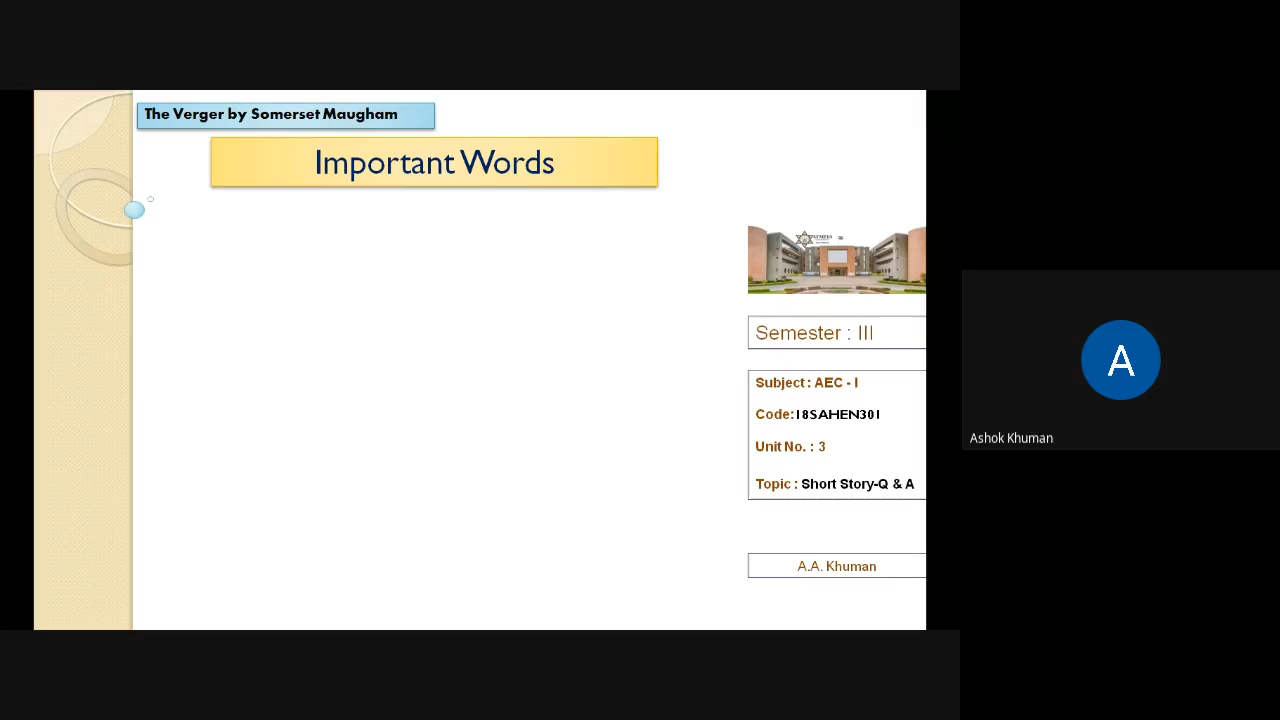 The Verger by Somerset Maugham
Important Words
Semester : III
Subject : AEC - I
Code:18SAHEN301
Unit No. : 3
Topic : Short Story-Q & A
A.A. Khuman
A
Ashok Khuman